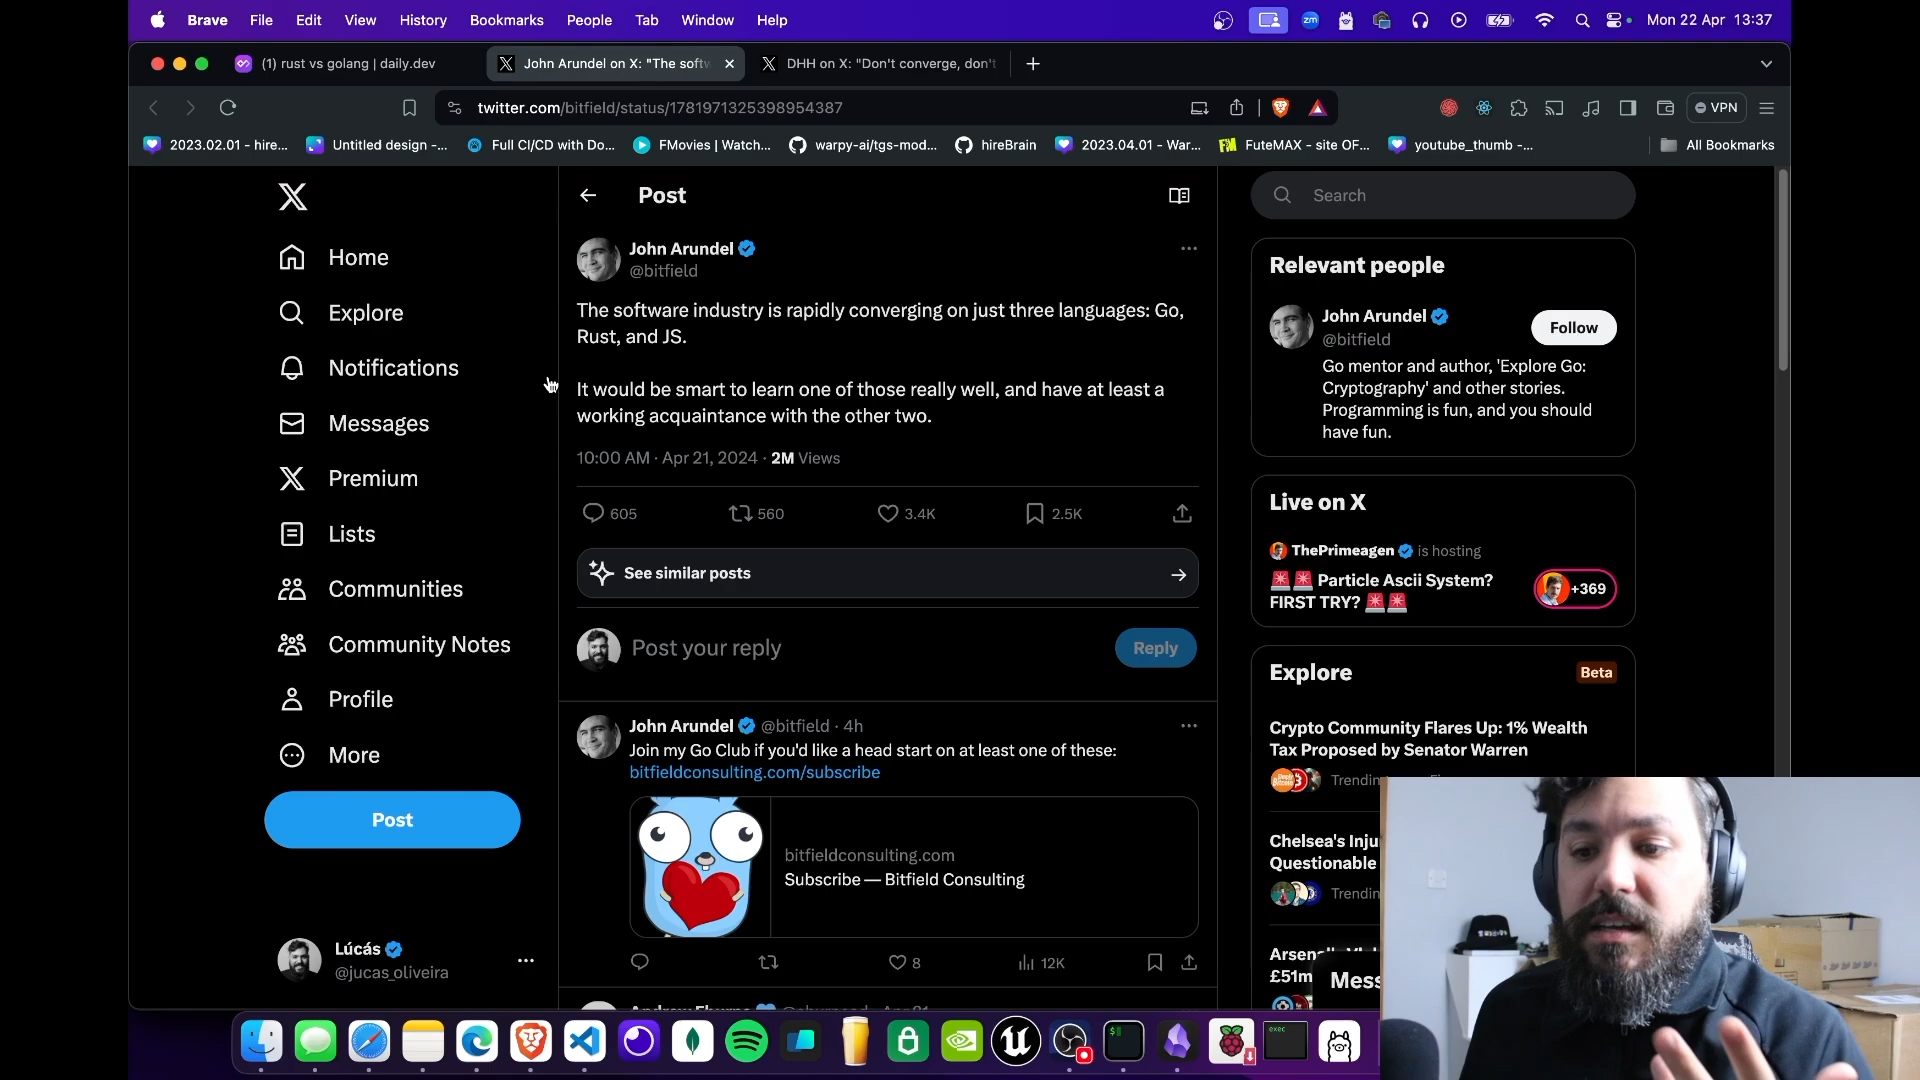 Brave File Edit View History Bookmarks People Tab Window Help
zm
Mon 22 Apr 13:37
(1) rust vs golang | daily.dev
John Arundel on X: "The softw
DHH on X: "Don't converge, don't
twitter.com/bitfield/status/1781971325398954387
VPN
2023.02.01 - hire...
Untitled design -...
Full CI/CD with Do...
FMovies | Watch...
warpy-ai/tgs-mod...
hireBrain
2023.04.01 - War...
FuteMAX - site OF...
youtube_thumb -...
All Bookmarks
Home
Explore
Notifications
Messages
Premium
Lists
Communities
Community Notes
Profile
More
Post
Lúcás
@jucas_oliveira
Post
John Arundel
@bitfield
The software industry is rapidly converging on just three languages: Go,
Rust, and JS.
It would be smart to learn one of those really well, and have at least a
working acquaintance with the other two.
10:00 AM · Apr 21, 2024 · 2M Views
605
560
3.4K
2.5K
See similar posts
Post your reply
Reply
John Arundel @bitfield · 4h
Join my Go Club if you'd like a head start on at least one of these:
bitfieldconsulting.com/subscribe
bitfieldconsulting.com
Subscribe — Bitfield Consulting
8
12K
Search
Relevant people
John Arundel
@bitfield
Follow
Go mentor and author, 'Explore Go:
Cryptography' and other stories.
Programming is fun, and you should
have fun.
Live on X
ThePrimeagen is hosting
Particle Ascii System?
FIRST TRY?
+369
Explore
Beta
Crypto Community Flares Up: 1% Wealth
Tax Proposed by Senator Warren
Trendin
Chelsea's Inju
Questionable
Trendin
£51m
Mess
exec